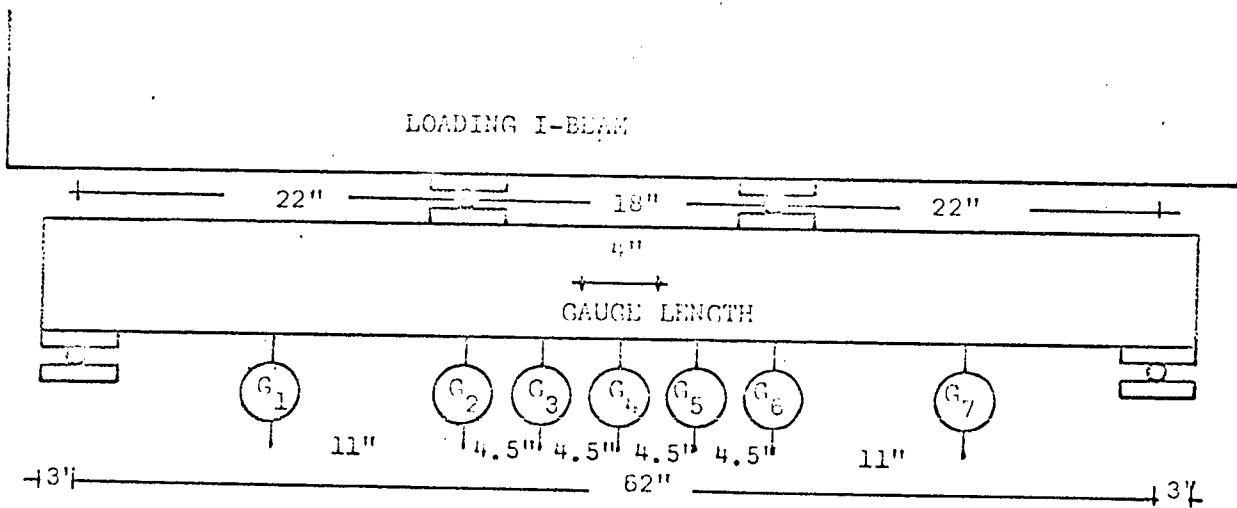 LOADING I-BEAM
22" 18" 22"
4"
GAUGE LENGTH
G1 G2 G3 G4 G5 G6 G7
11" 4.5" 4.5" 4.5" 4.5" 11"
3" 62" 3"